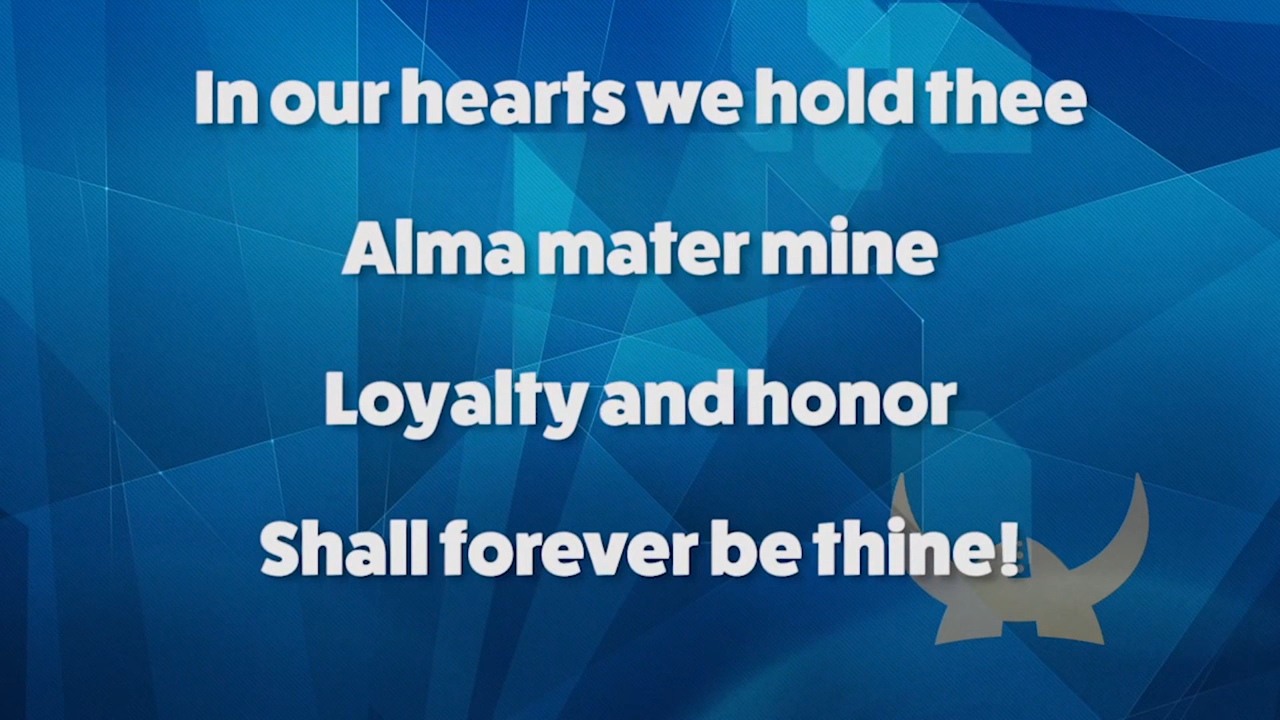 In our hearts we hold thee
Alma mater mine
Loyalty and honor
Shall forever be thine!